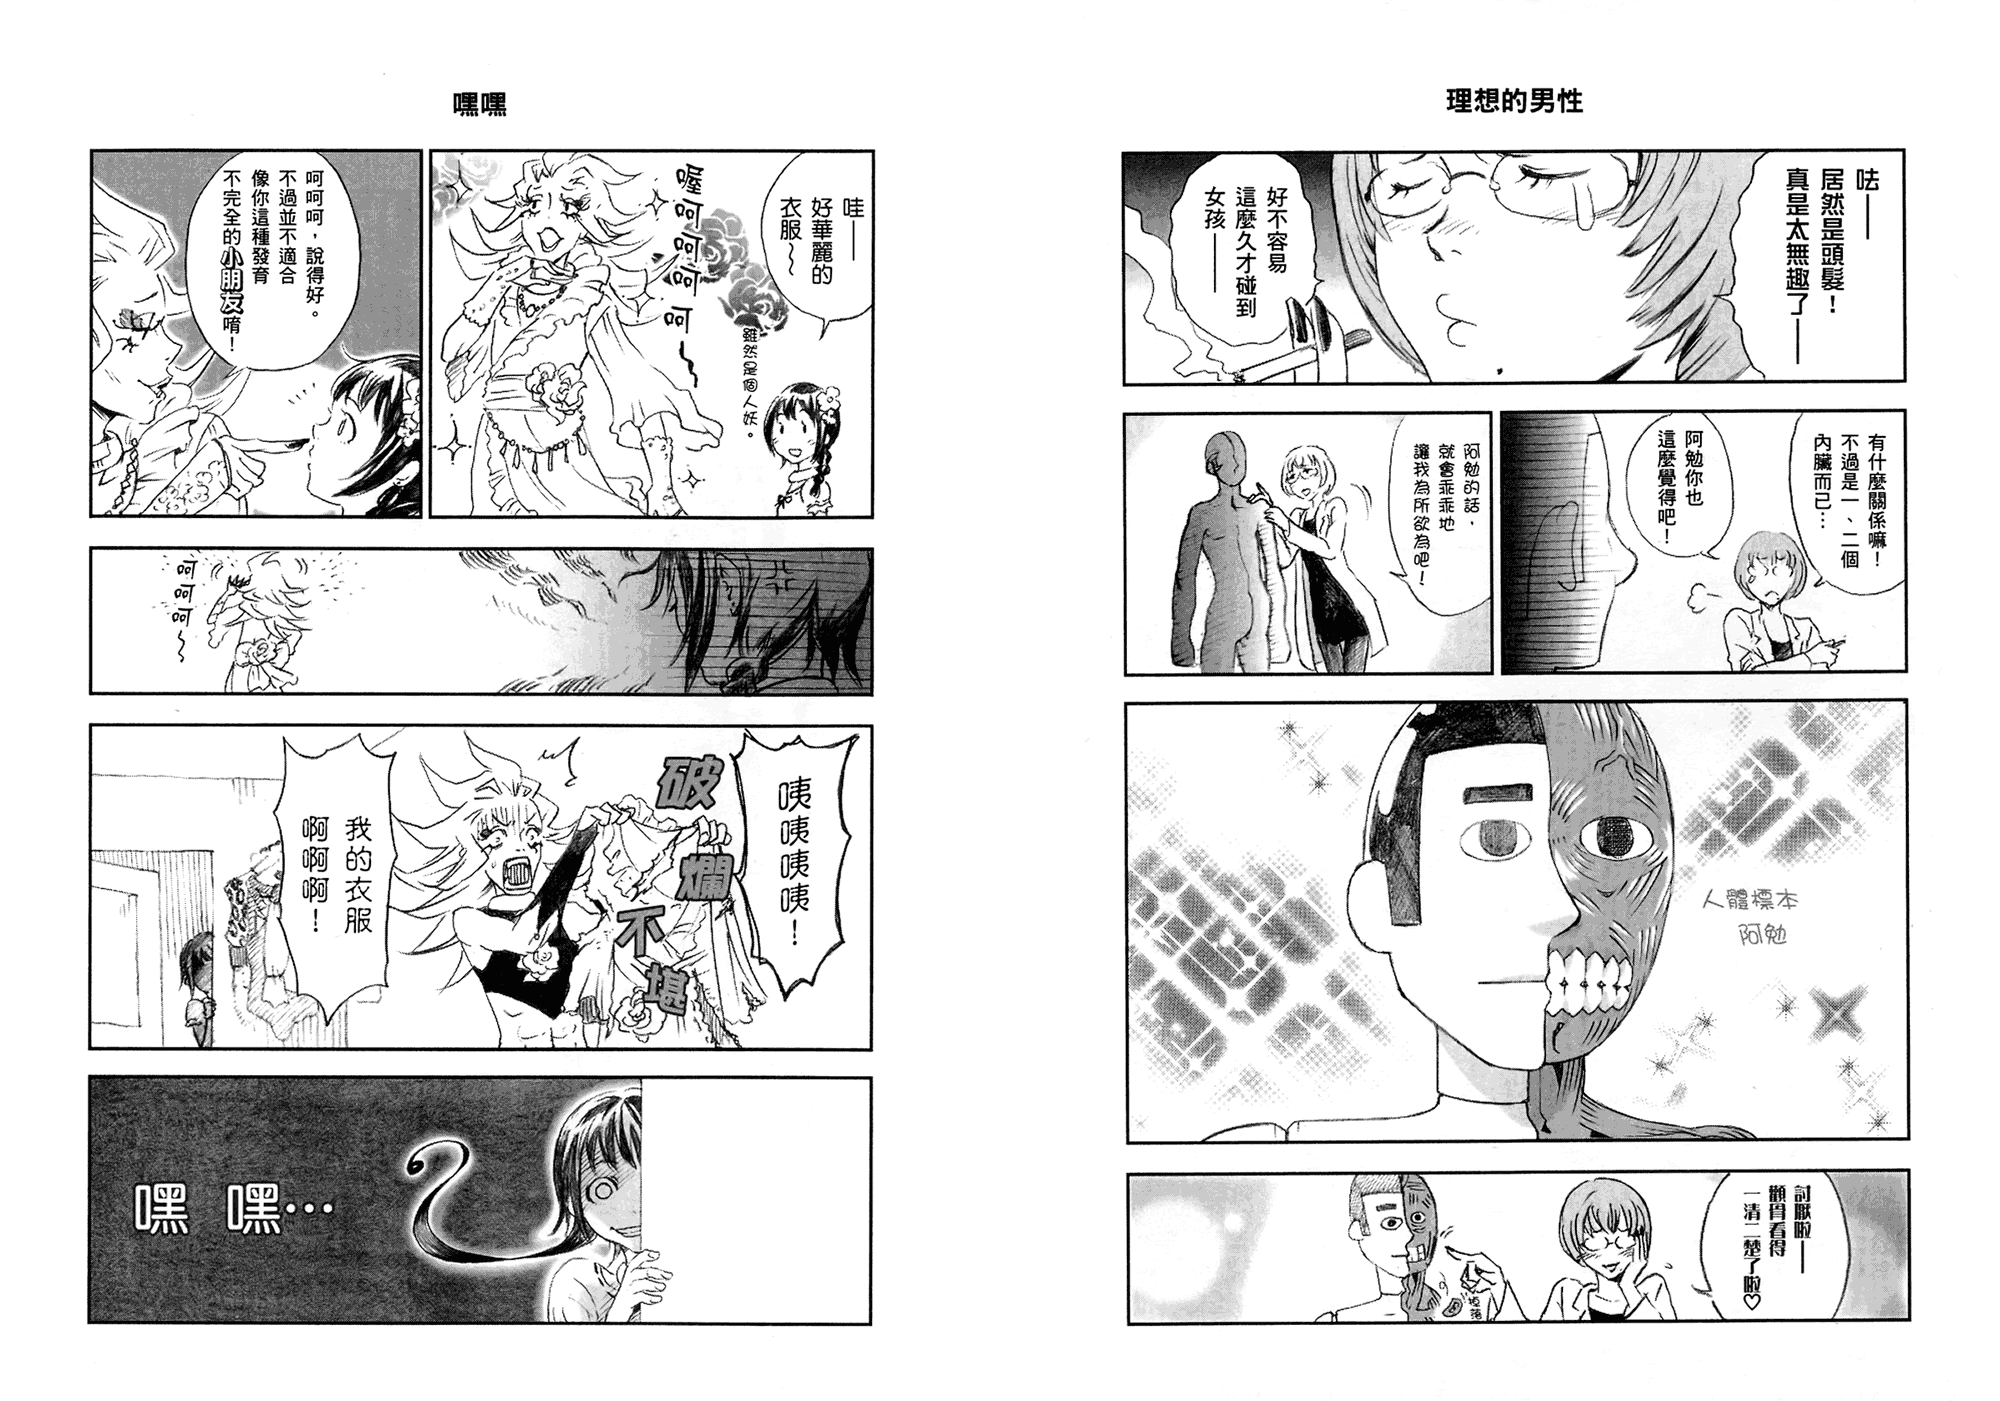 理想的男性
呿——
居然是頭髮！
真是太無趣了——
好不容易
這麼久才碰到
女孩——
有什麼關係嘛！
不過是一、二個
內臟而已…
阿勉你也
這麼覺得吧！
阿勉的話，
就會乖乖地
讓我為所欲為吧！
人體標本
阿勉
討厭啦——
顴骨看得
一清二楚了啦♡
掉落
嘿嘿
哇——
好華麗的
衣服～
喔呵呵呵呵～
雖然是個人妖。
呵呵呵，說得好。
不過並不適合
像你這種發育
不完全的小朋友唷！
呵呵呵～
咦咦咦咦！
破爛不堪
我的衣服
啊啊啊！
嘿嘿…